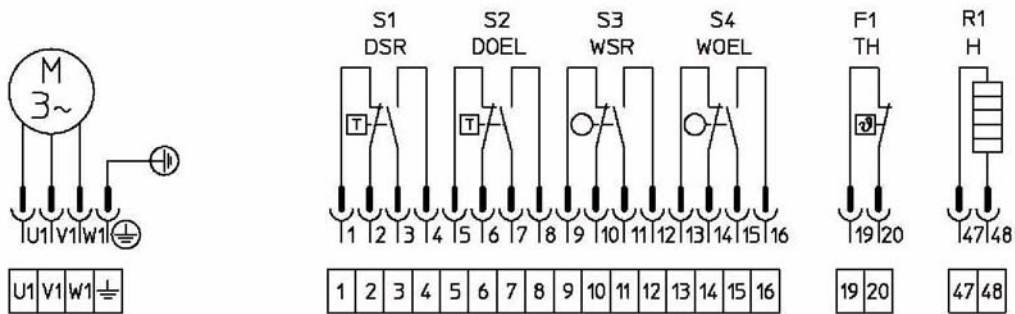 S1 S2 S3 S4 F1 R1
DSR DOEL WSR WOEL TH H
M
3~
T T ϑ
U1 V1 W1 1 2 3 4 5 6 7 8 9 10 11 12 13 14 15 16 19 20 47 48
U1 V1 W1 1 2 3 4 5 6 7 8 9 10 11 12 13 14 15 16 19 20 47 48